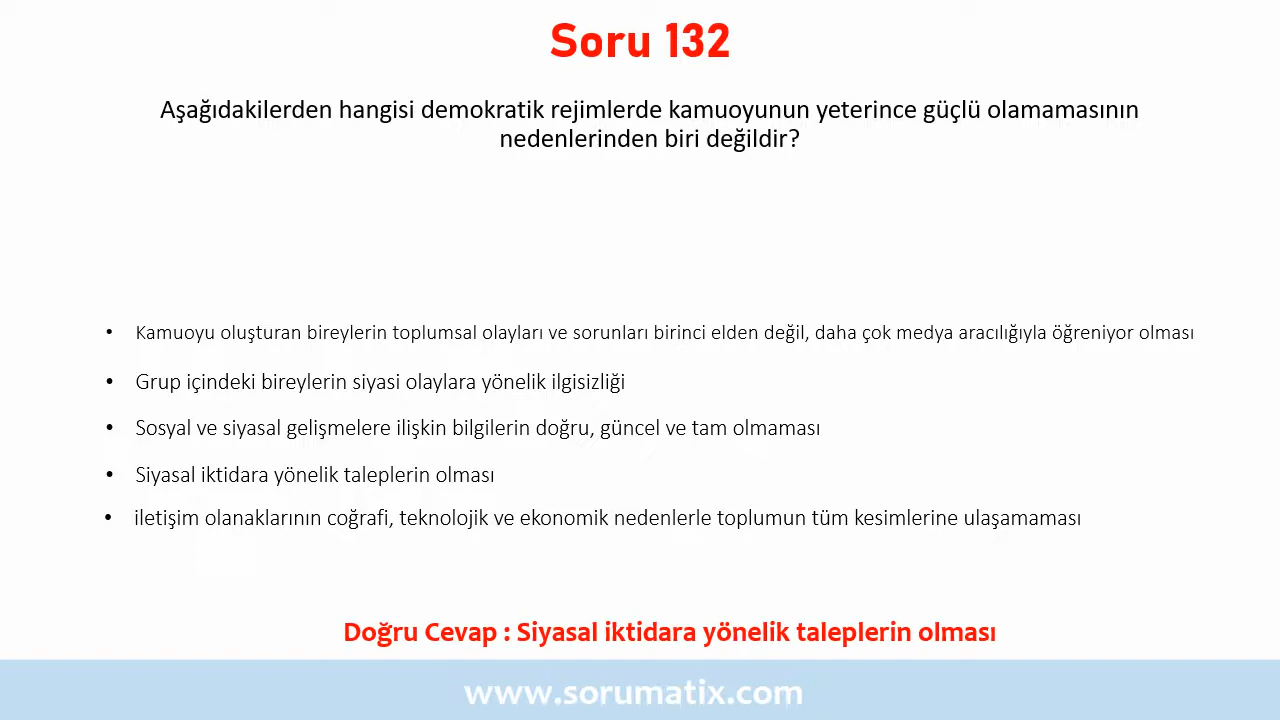 Soru 132
Aşağıdakilerden hangisi demokratik rejimlerde kamuoyunun yeterince güçlü olamamasının
nedenlerinden biri değildir?
• Kamuoyu oluşturan bireylerin toplumsal olayları ve sorunları birinci elden değil, daha çok medya aracılığıyla öğreniyor olması
• Grup içindeki bireylerin siyasi olaylara yönelik ilgisizliği
• Sosyal ve siyasal gelişmelere ilişkin bilgilerin doğru, güncel ve tam olmaması
• Siyasal iktidara yönelik taleplerin olması
• iletişim olanaklarının coğrafi, teknolojik ve ekonomik nedenlerle toplumun tüm kesimlerine ulaşamaması
Doğru Cevap : Siyasal iktidara yönelik taleplerin olması
www.sorumatix.com